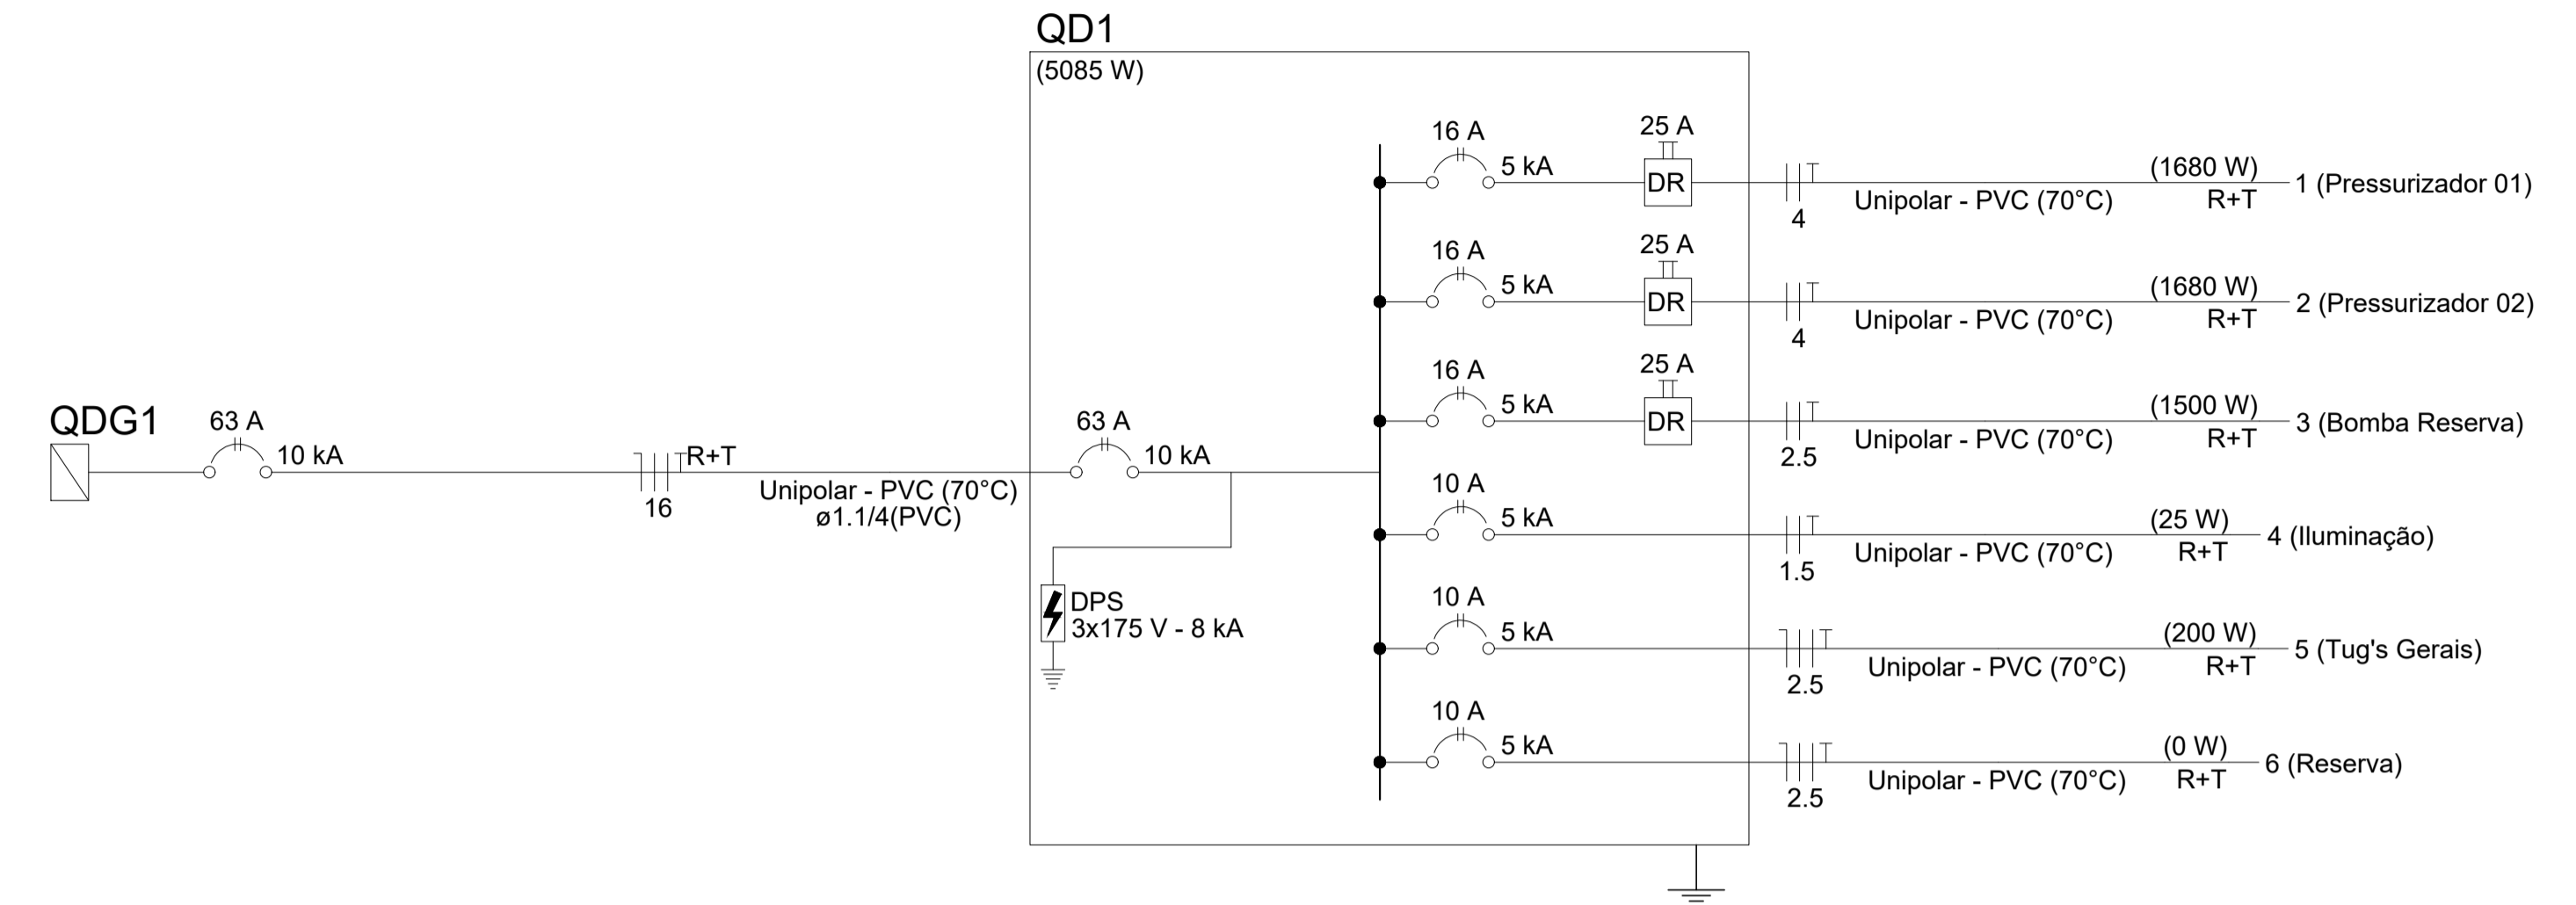 QD1
(5085 W)
QDG1
63 A
10 kA
R+T
16
Unipolar - PVC (70°C)
ø1.1/4(PVC)
63 A
10 kA
DPS
3x175 V - 8 kA
16 A
5 kA
25 A
DR
4
Unipolar - PVC (70°C)
(1680 W)
R+T
1 (Pressurizador 01)
16 A
5 kA
25 A
DR
4
Unipolar - PVC (70°C)
(1680 W)
R+T
2 (Pressurizador 02)
16 A
5 kA
25 A
DR
2.5
Unipolar - PVC (70°C)
(1500 W)
R+T
3 (Bomba Reserva)
10 A
5 kA
1.5
Unipolar - PVC (70°C)
(25 W)
R+T
4 (Iluminação)
10 A
5 kA
2.5
Unipolar - PVC (70°C)
(200 W)
R+T
5 (Tug's Gerais)
10 A
5 kA
2.5
Unipolar - PVC (70°C)
(0 W)
R+T
6 (Reserva)